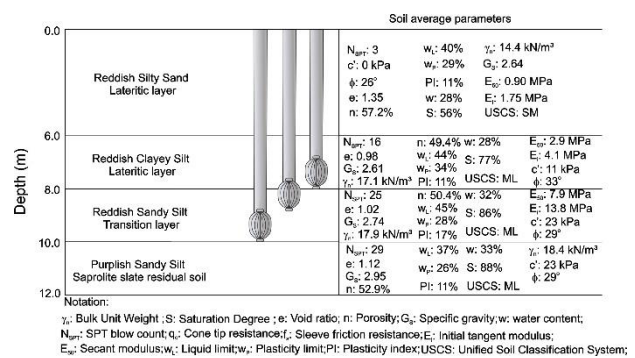 Soil average parameters
0.0
Reddish Silty Sand
Lateritic layer
N_SPT: 3 w_L: 40% γ_n: 14.4 kN/m³
c': 0 kPa w_P: 29% G_S: 2.64
ϕ: 26° PI: 11% E_50: 0.90 MPa
e: 1.35 w: 28% E_i: 1.75 MPa
n: 57.2% S: 56% USCS: SM
6.0
Reddish Clayey Silt
Lateritic layer
N_SPT: 16 n: 49.4% w: 28% E_50: 2.9 MPa
e: 0.98 w_L: 44% S: 77% E_i: 4.1 MPa
G_S: 2.61 w_P: 34% c': 11 kPa
γ_n: 17.1 kN/m³ PI: 11% USCS: ML ϕ: 33°
8.0
Reddish Sandy Silt
Transition layer
N_SPT: 25 n: 50.4% w: 32% E_50: 7.9 MPa
e: 1.02 w_L: 45% S: 86% E_i: 13.8 MPa
G_S: 2.74 w_P: 28% c': 23 kPa
γ_n: 17.9 kN/m³ PI: 17% USCS: ML ϕ: 29°
10.0
Purplish Sandy Silt
Saprolite slate residual soil
N_SPT: 29 w_L: 37% w: 33% γ_n: 18.4 kN/m³
e: 1.12 w_P: 26% S: 88% c': 23 kPa
G_S: 2.95 ϕ: 29°
n: 52.9% PI: 11% USCS: ML
12.0
Depth (m)
Notation:
γ_n: Bulk Unit Weight ;S: Saturation Degree ; e: Void ratio ; n: Porosity;G_S: Specific gravity;w: water content;
N_SPT: SPT blow count; q_c: Cone tip resistance;f_s: Sleeve friction resistance;E_i: Initial tangent modulus;
E_50: Secant modulus;w_L: Liquid limit;w_P: Plasticity limit;PI: Plasticity index;USCS: Unified Soil Classification System;